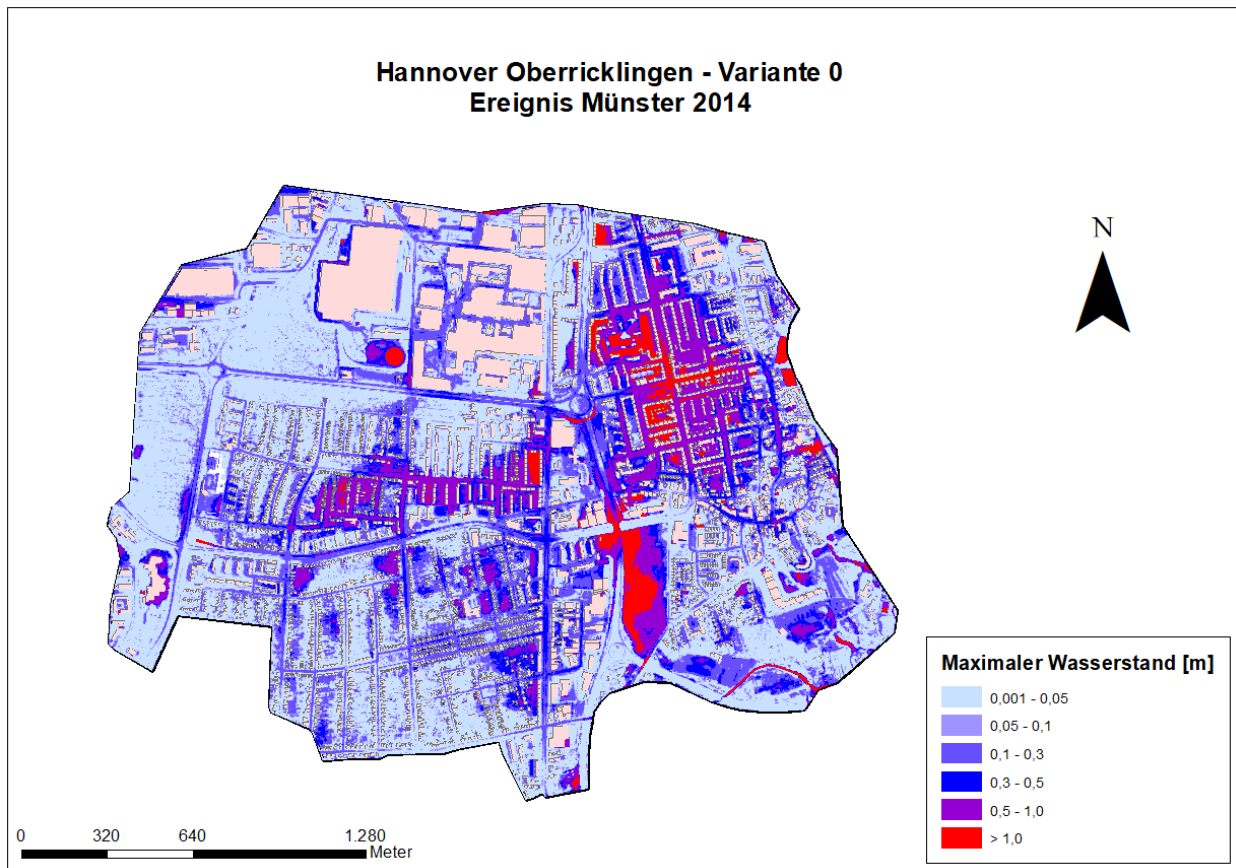 Hannover Oberricklingen - Variante 0
Ereignis Münster 2014
N
Maximaler Wasserstand [m]
0,001 - 0,05
0,05 - 0,1
0,1 - 0,3
0,3 - 0,5
0,5 - 1,0
> 1,0
0 320 640 1.280
Meter